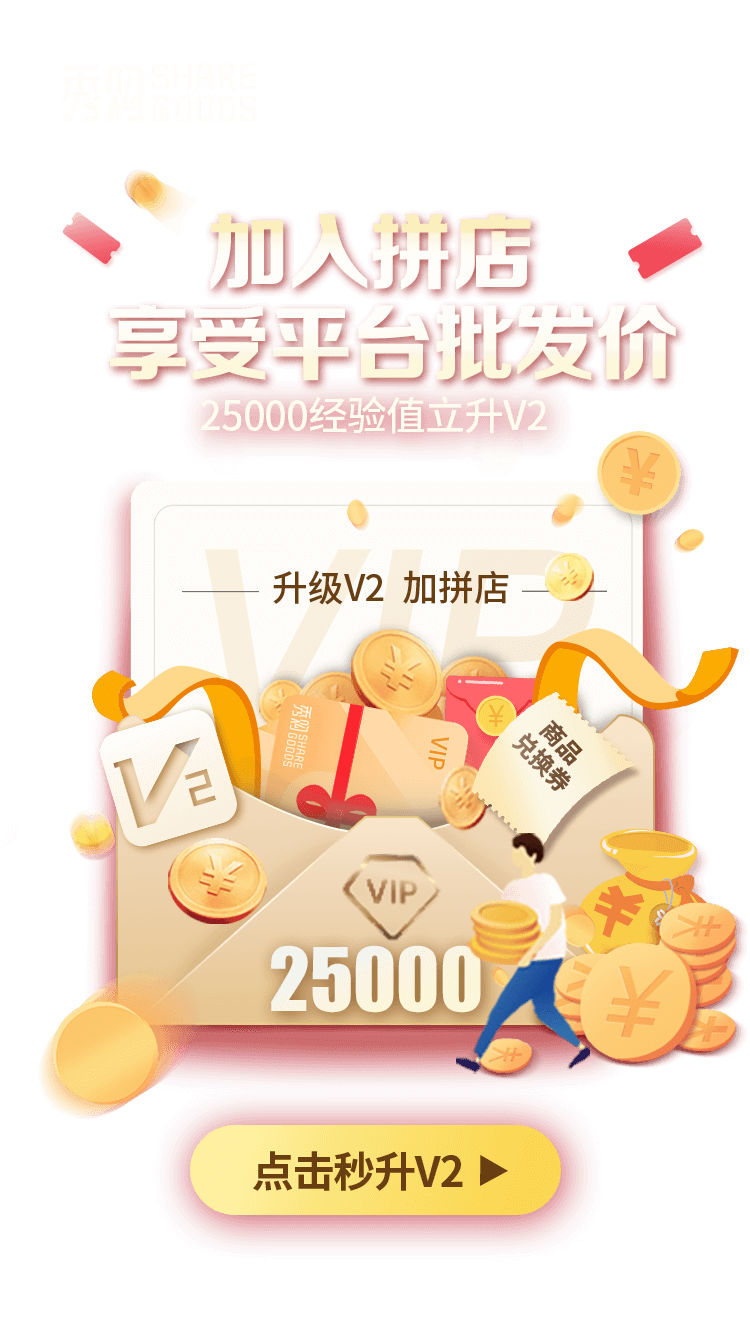 秀购 SHARE
GOODS
加入拼店
享受平台批发价
25000经验值立升V2
VIP
升级V2 加拼店
商品
兑换券
秀购 SHARE
GOODS
VIP
V2
VIP
25000
点击秒升V2